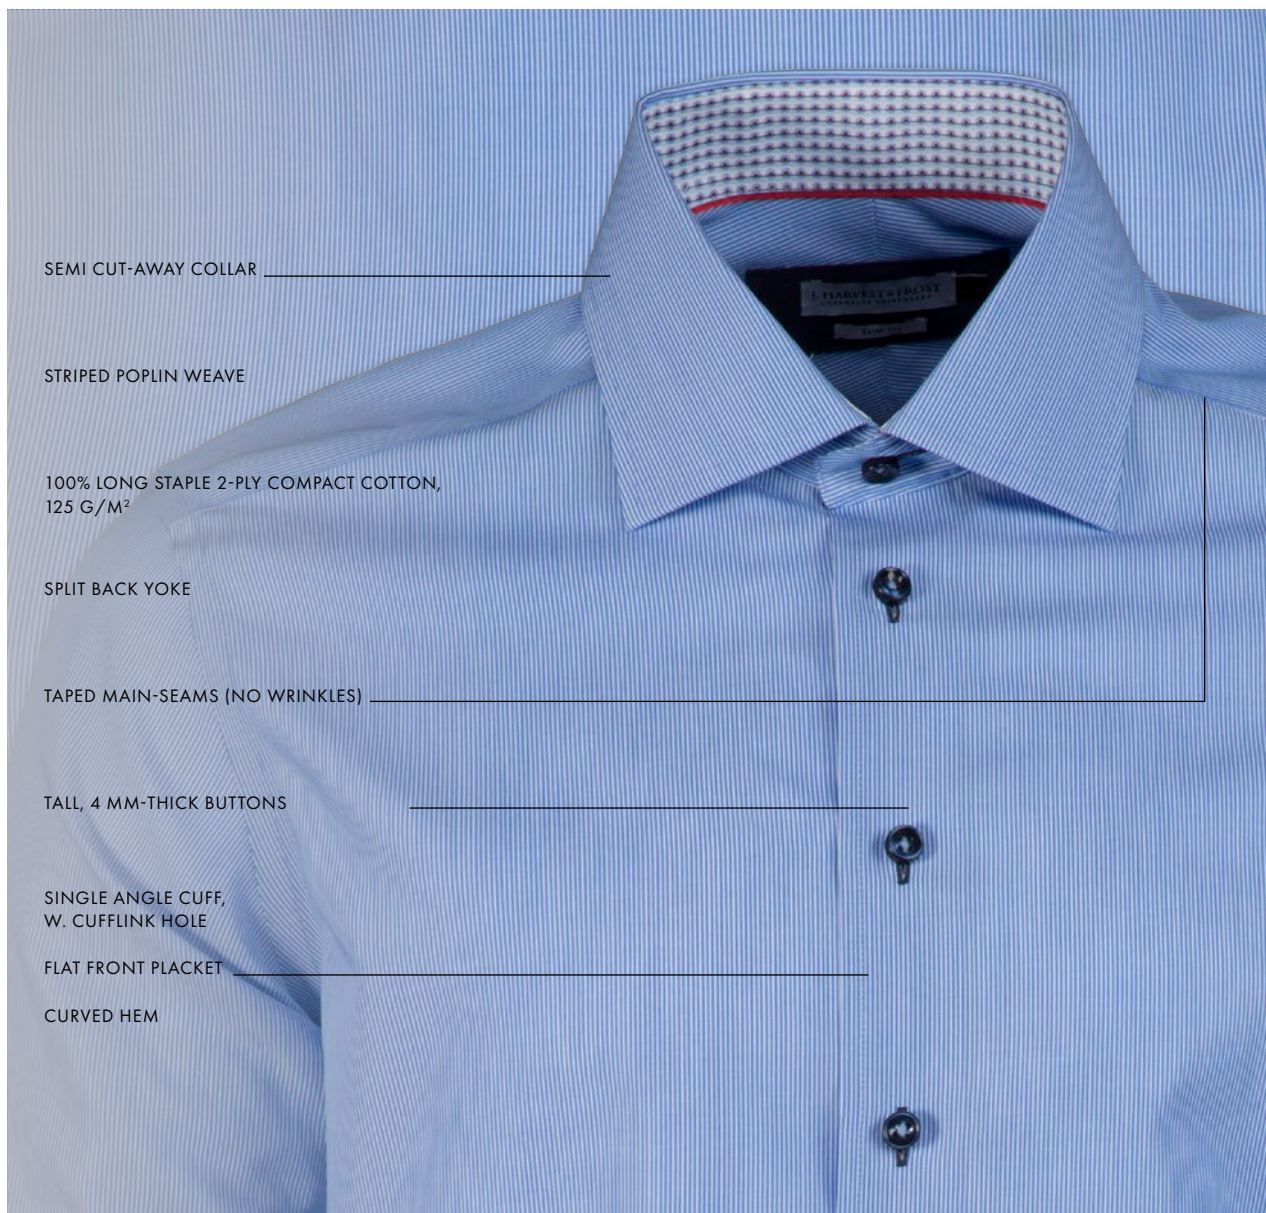 J. HARVEST & FROST
SLIM FIT
SEMI CUT-AWAY COLLAR
STRIPED POPLIN WEAVE
100% LONG STAPLE 2-PLY COMPACT COTTON,
125 G/M²
SPLIT BACK YOKE
TAPED MAIN-SEAMS (NO WRINKLES)
TALL, 4 MM-THICK BUTTONS
SINGLE ANGLE CUFF,
W. CUFFLINK HOLE
FLAT FRONT PLACKET
CURVED HEM